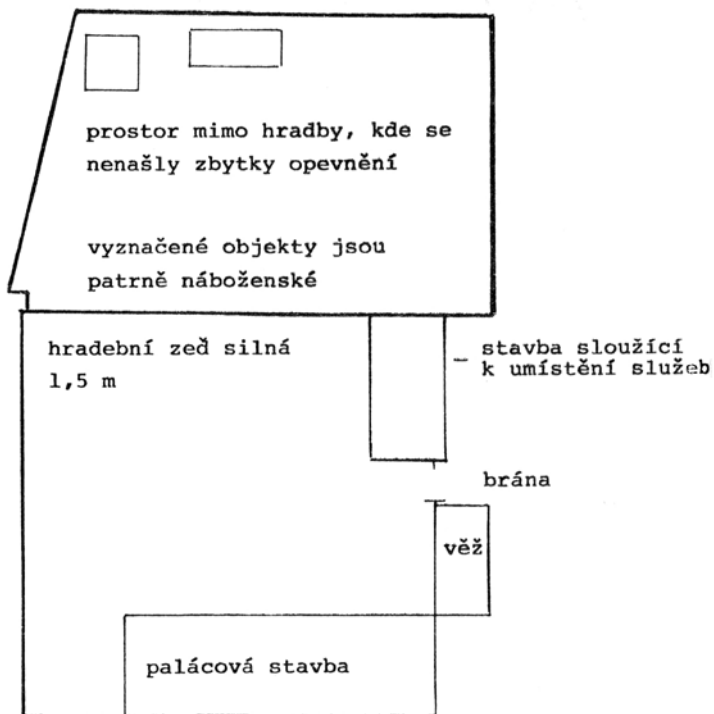 prostor mimo hradby, kde se
nenašly zbytky opevnění
vyznačené objekty jsou
patrně náboženské
hradební zeď silná
1,5 m
stavba sloužící
k umístění služeb
brána
věž
palácová stavba